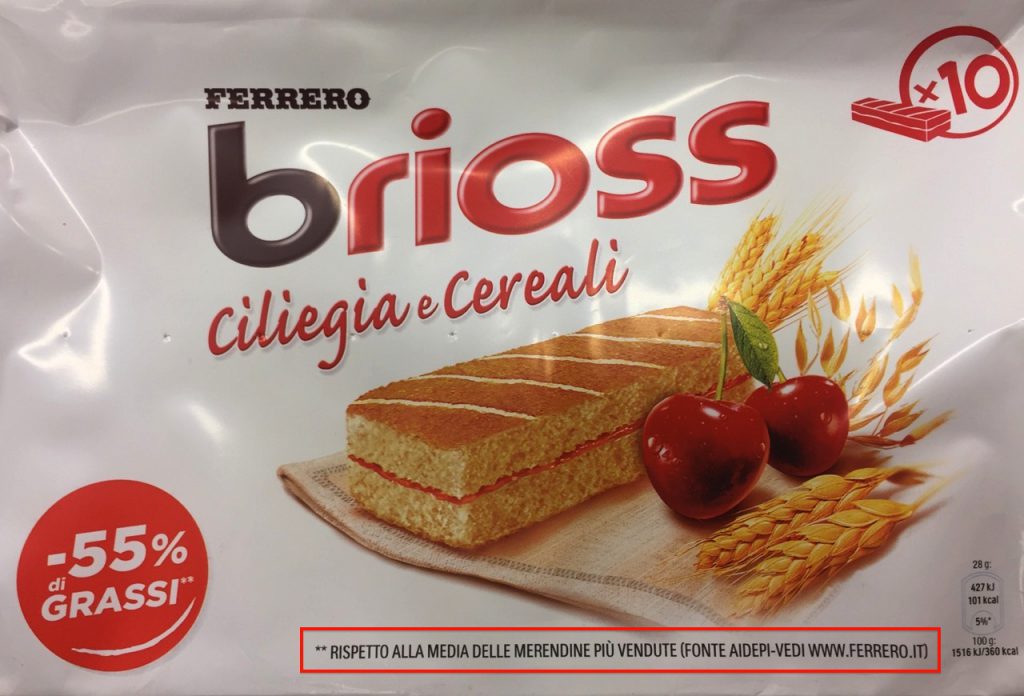 FERRERO
brioss
Ciliegia e Cereali
x10
-55%
di
GRASSI**
** RISPETTO ALLA MEDIA DELLE MERENDINE PIÙ VENDUTE (FONTE AIDEPI-VEDI WWW.FERRERO.IT)
28 g:
427 kJ
101 kcal
5%*
100 g:
1516 kJ/360 kcal